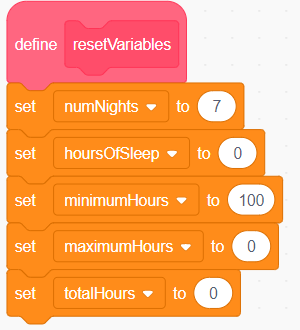 define resetVariables
set numNights to 7
set hoursOfSleep to 0
set minimumHours to 100
set maximumHours to 0
set totalHours to 0